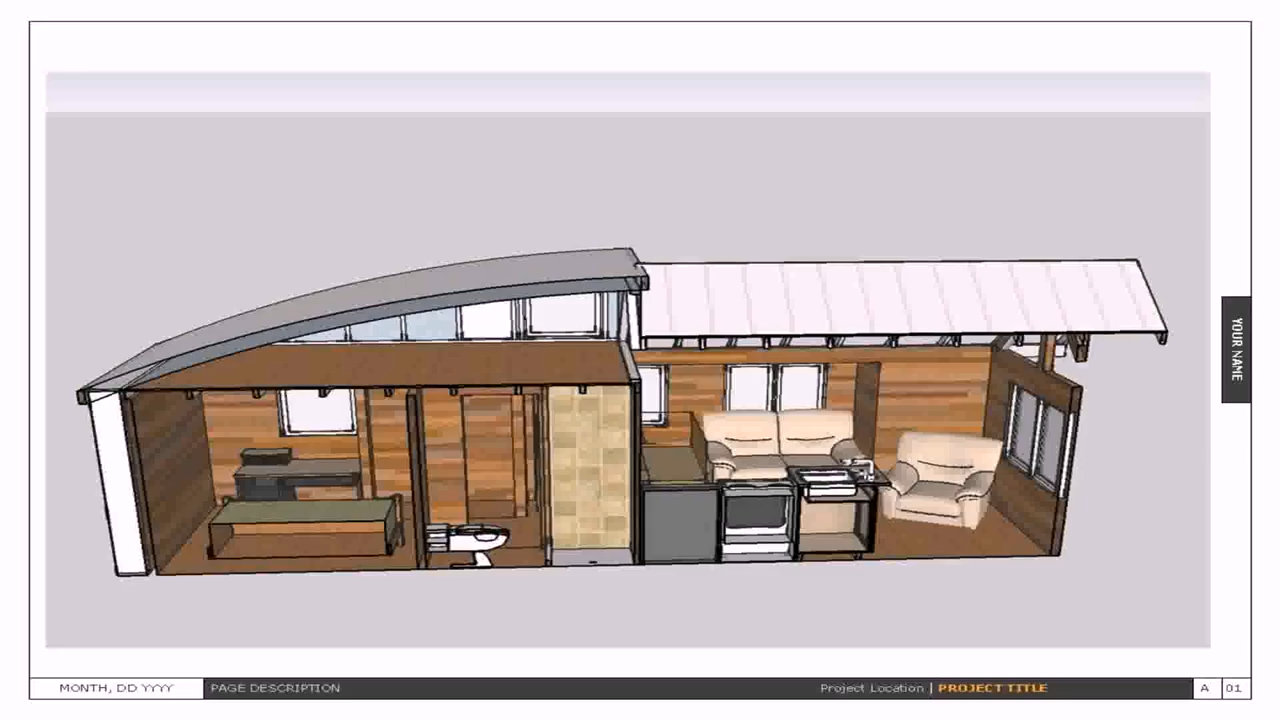 YOUR NAME
MONTH, DD YYYY
PAGE DESCRIPTION
Project Location | PROJECT TITLE
A 01